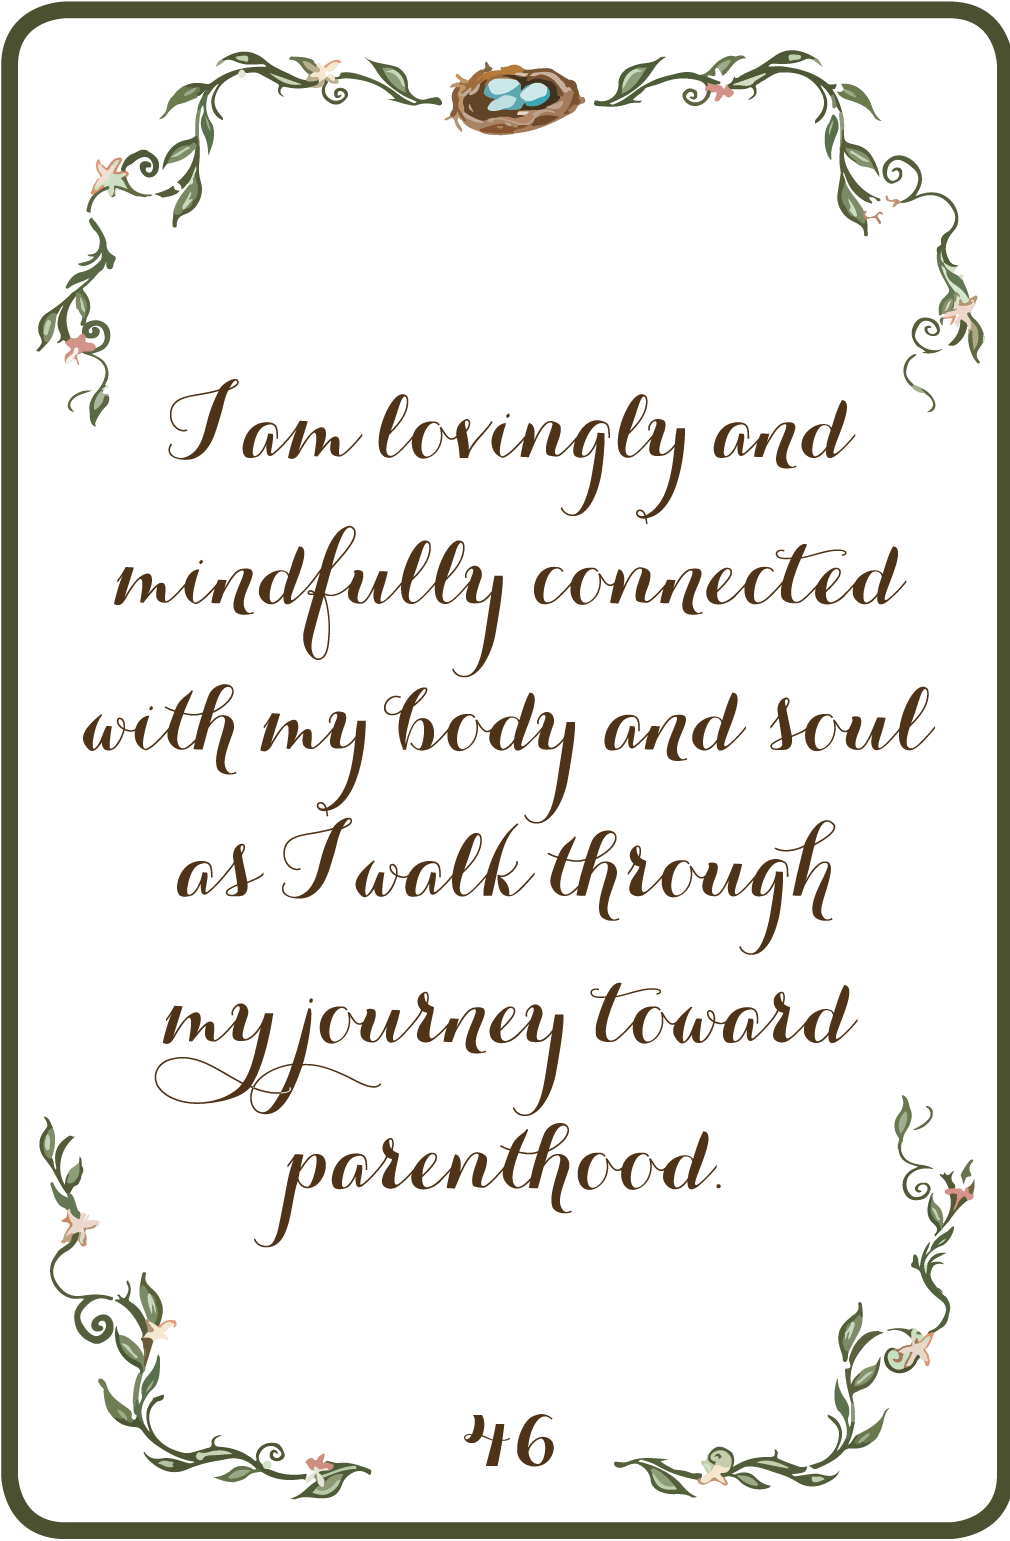 I am lovingly and
mindfully connected
with my body and soul
as I walk through
my journey toward
parenthood.
46